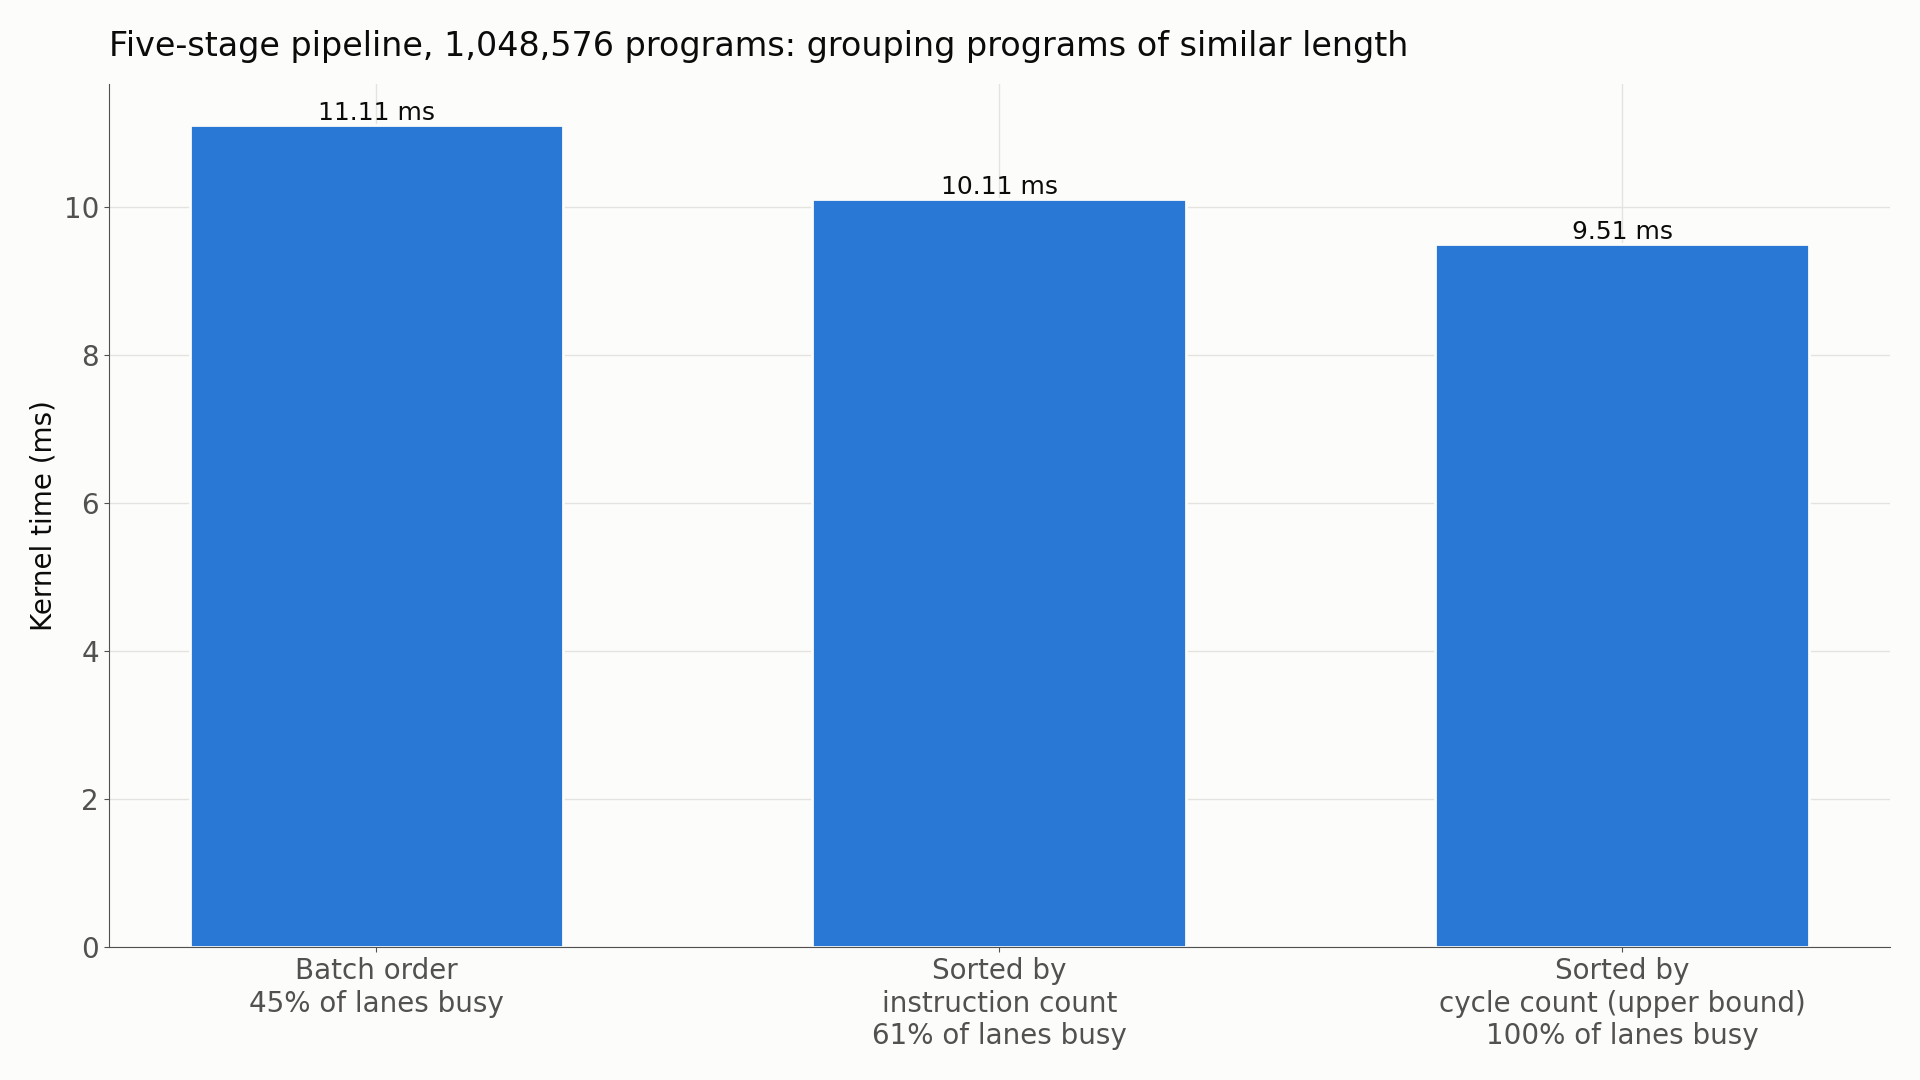 Five-stage pipeline, 1,048,576 programs: grouping programs of similar length
11.11 ms
10.11 ms
9.51 ms
Kernel time (ms)
10
8
6
4
2
0
Batch order
45% of lanes busy
Sorted by
instruction count
61% of lanes busy
Sorted by
cycle count (upper bound)
100% of lanes busy